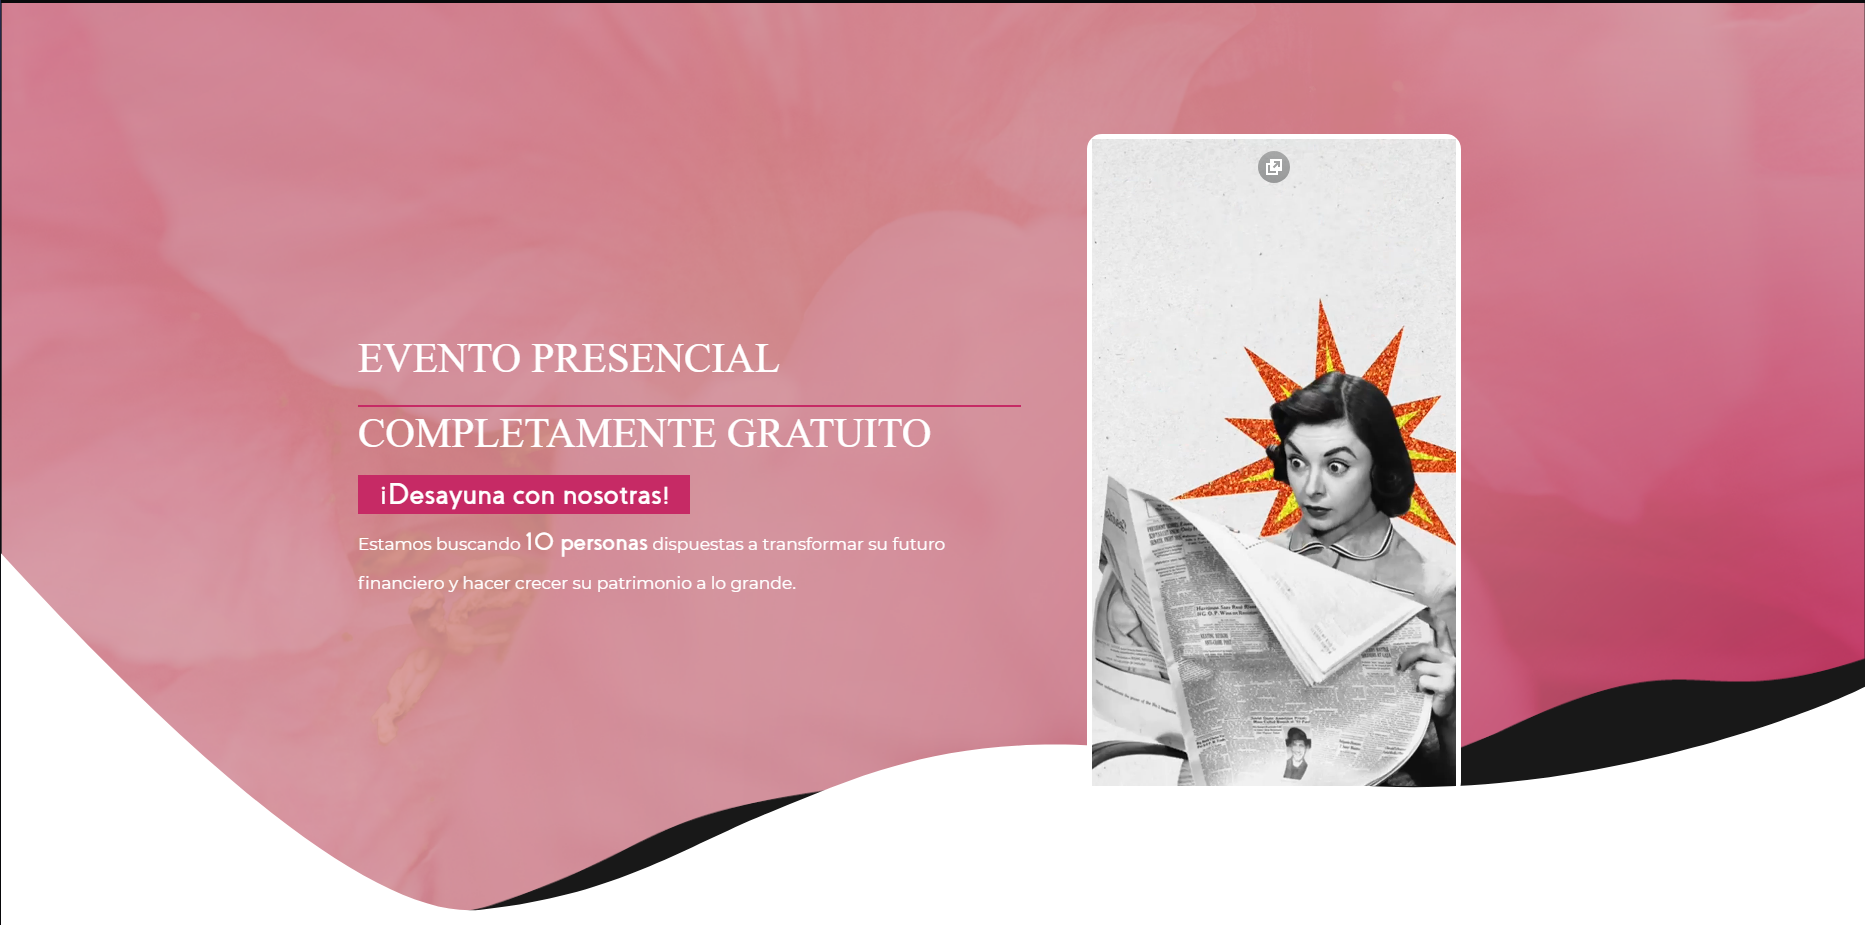 EVENTO PRESENCIAL
COMPLETAMENTE GRATUITO
¡Desayuna con nosotras!
Estamos buscando 10 personas dispuestas a transformar su futuro
financiero y hacer crecer su patrimonio a lo grande.